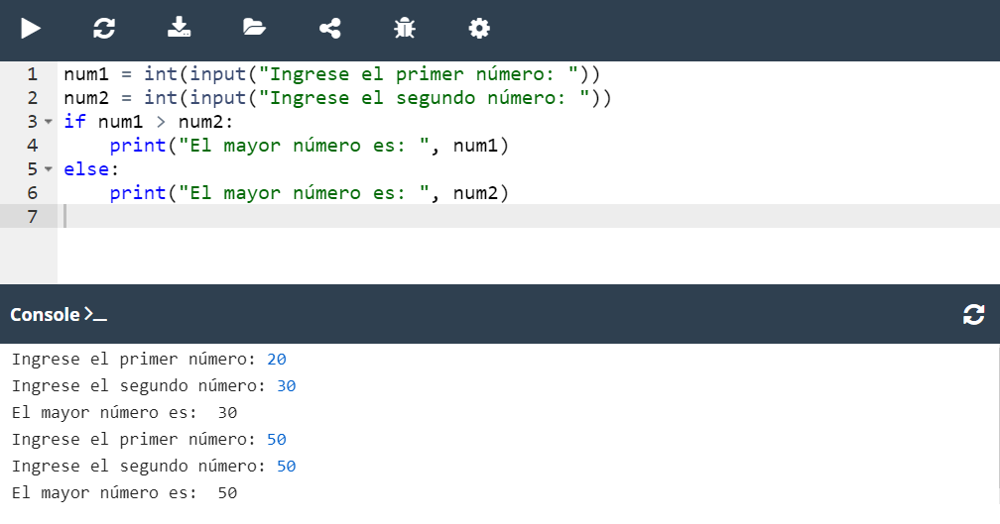 1 num1 = int(input("Ingrese el primer número: "))
2 num2 = int(input("Ingrese el segundo número: "))
3 if num1 > num2:
4     print("El mayor número es: ", num1)
5 else:
6     print("El mayor número es: ", num2)
7
Console
Ingrese el primer número: 20
Ingrese el segundo número: 30
El mayor número es:  30
Ingrese el primer número: 50
Ingrese el segundo número: 50
El mayor número es:  50